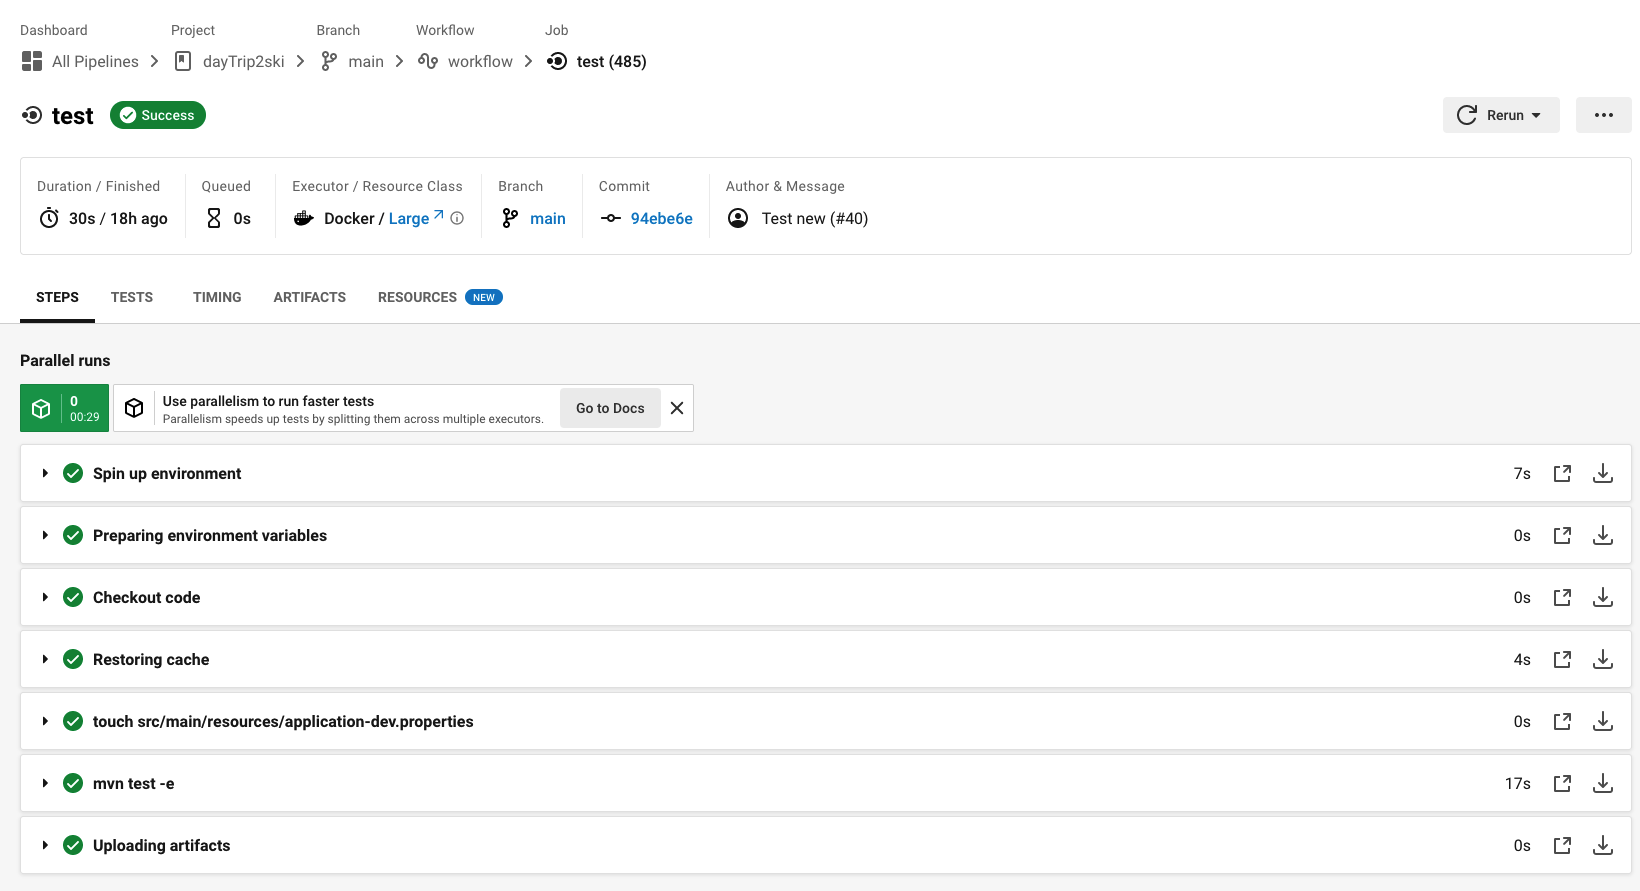 Dashboard Project Branch Workflow Job
All Pipelines dayTrip2ski main workflow test (485)
test Success Rerun
Duration / Finished Queued Executor / Resource Class Branch Commit Author & Message
30s / 18h ago 0s Docker / Large main 94ebe6e Test new (#40)
STEPS TESTS TIMING ARTIFACTS RESOURCES NEW
Parallel runs
0
00:29
Use parallelism to run faster tests
Parallelism speeds up tests by splitting them across multiple executors.
Go to Docs
Spin up environment 7s
Preparing environment variables 0s
Checkout code 0s
Restoring cache 4s
touch src/main/resources/application-dev.properties 0s
mvn test -e 17s
Uploading artifacts 0s